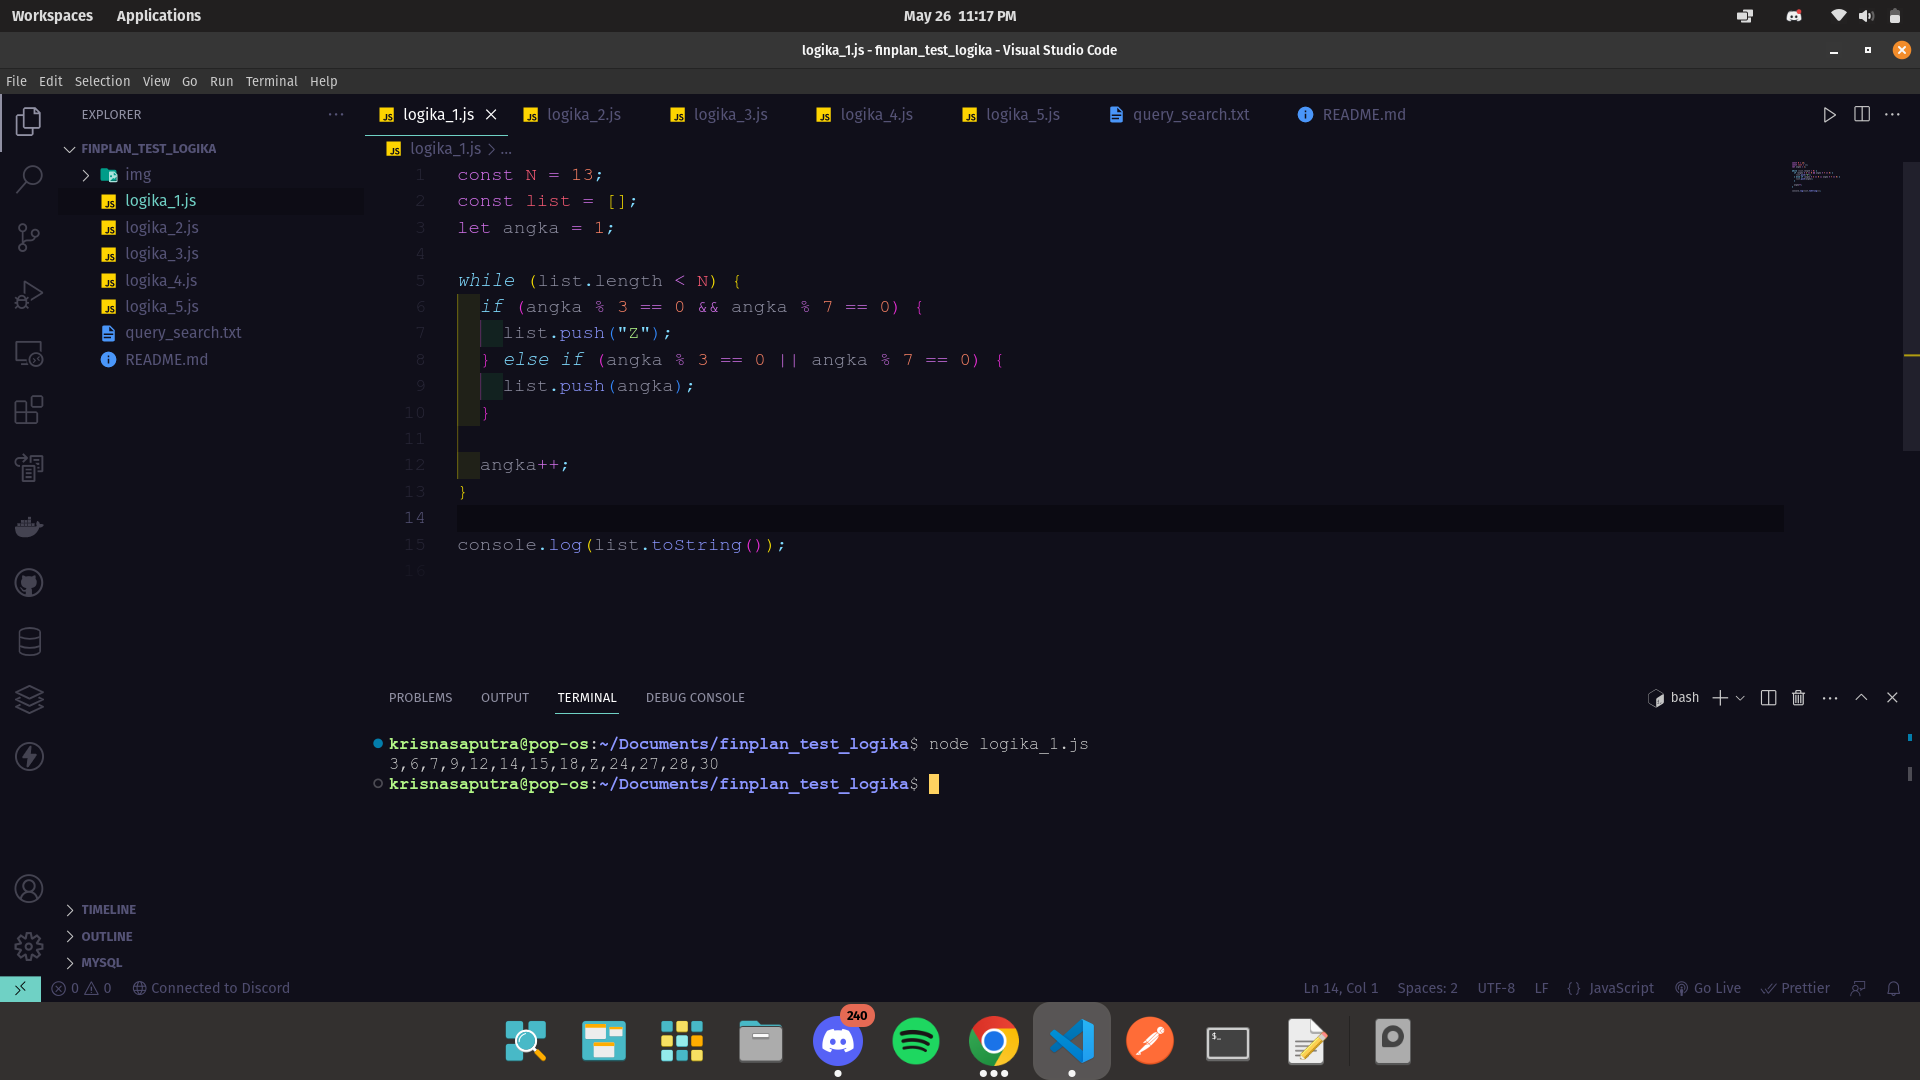 Workspaces Applications May 26 11:17 PM
logika_1.js - finplan_test_logika - Visual Studio Code
File Edit Selection View Go Run Terminal Help
EXPLORER
FINPLAN_TEST_LOGIKA
img
logika_1.js
logika_2.js
logika_3.js
logika_4.js
logika_5.js
query_search.txt
README.md
TIMELINE
OUTLINE
MYSQL
logika_1.js logika_2.js logika_3.js logika_4.js logika_5.js query_search.txt README.md
logika_1.js > ...
1 const N = 13;
2 const list = [];
3 let angka = 1;
4
5 while (list.length < N) {
6 if (angka % 3 == 0 && angka % 7 == 0) {
7 list.push("Z");
8 } else if (angka % 3 == 0 || angka % 7 == 0) {
9 list.push(angka);
10 }
11
12 angka++;
13 }
14
15 console.log(list.toString());
16
PROBLEMS OUTPUT TERMINAL DEBUG CONSOLE bash
krisnasaputra@pop-os:~/Documents/finplan_test_logika$ node logika_1.js
3,6,7,9,12,14,15,18,Z,24,27,28,30
krisnasaputra@pop-os:~/Documents/finplan_test_logika$
0 0 Connected to Discord Ln 14, Col 1 Spaces: 2 UTF-8 LF {} JavaScript Go Live Prettier
240